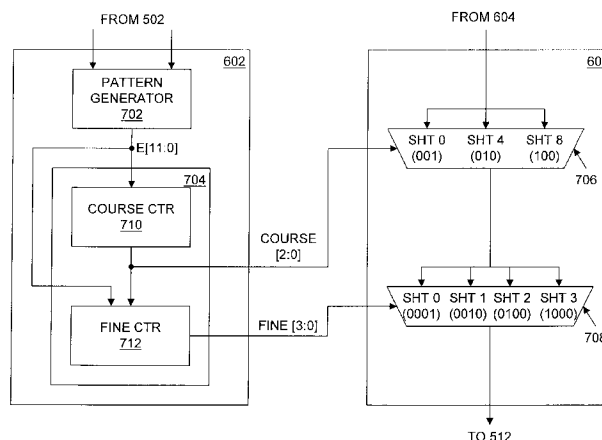 FROM 502
FROM 604
602
60
PATTERN
GENERATOR
702
E[11:0]
SHT 0 SHT 4 SHT 8
(001) (010) (100)
706
704
COURSE CTR
710
COURSE
[2:0]
SHT 0 SHT 1 SHT 2 SHT 3
(0001) (0010) (0100) (1000)
FINE CTR
712
FINE [3:0]
708
TO 512